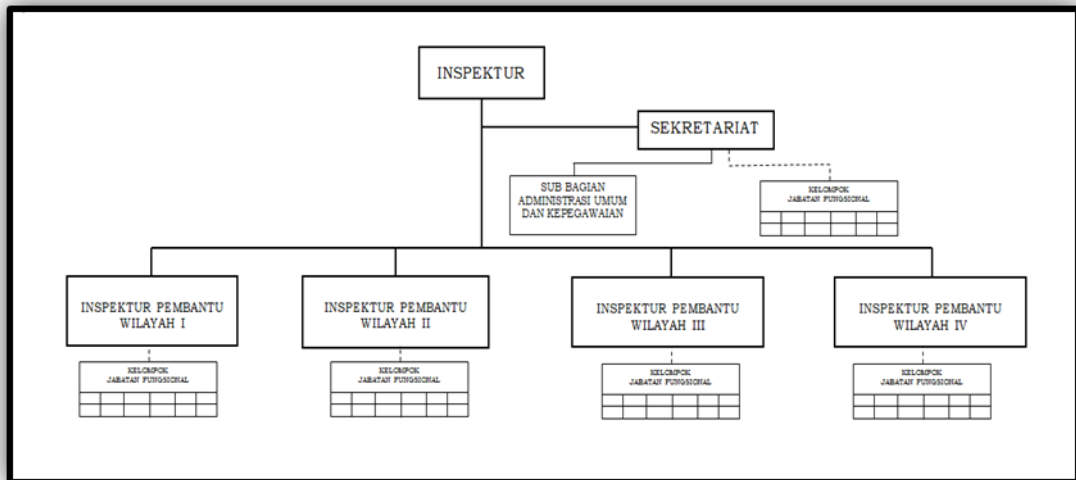 INSPEKTUR
SEKRETARIAT
SUB BAGIAN
ADMINISTRASI UMUM
DAN KEPEGAWAIAN
KELOMPOK
JABATAN FUNGSIONAL
INSPEKTUR PEMBANTU
WILAYAH I
INSPEKTUR PEMBANTU
WILAYAH II
INSPEKTUR PEMBANTU
WILAYAH III
INSPEKTUR PEMBANTU
WILAYAH IV
KELOMPOK
JABATAN FUNGSIONAL
KELOMPOK
JABATAN FUNGSIONAL
KELOMPOK
JABATAN FUNGSIONAL
KELOMPOK
JABATAN FUNGSIONAL